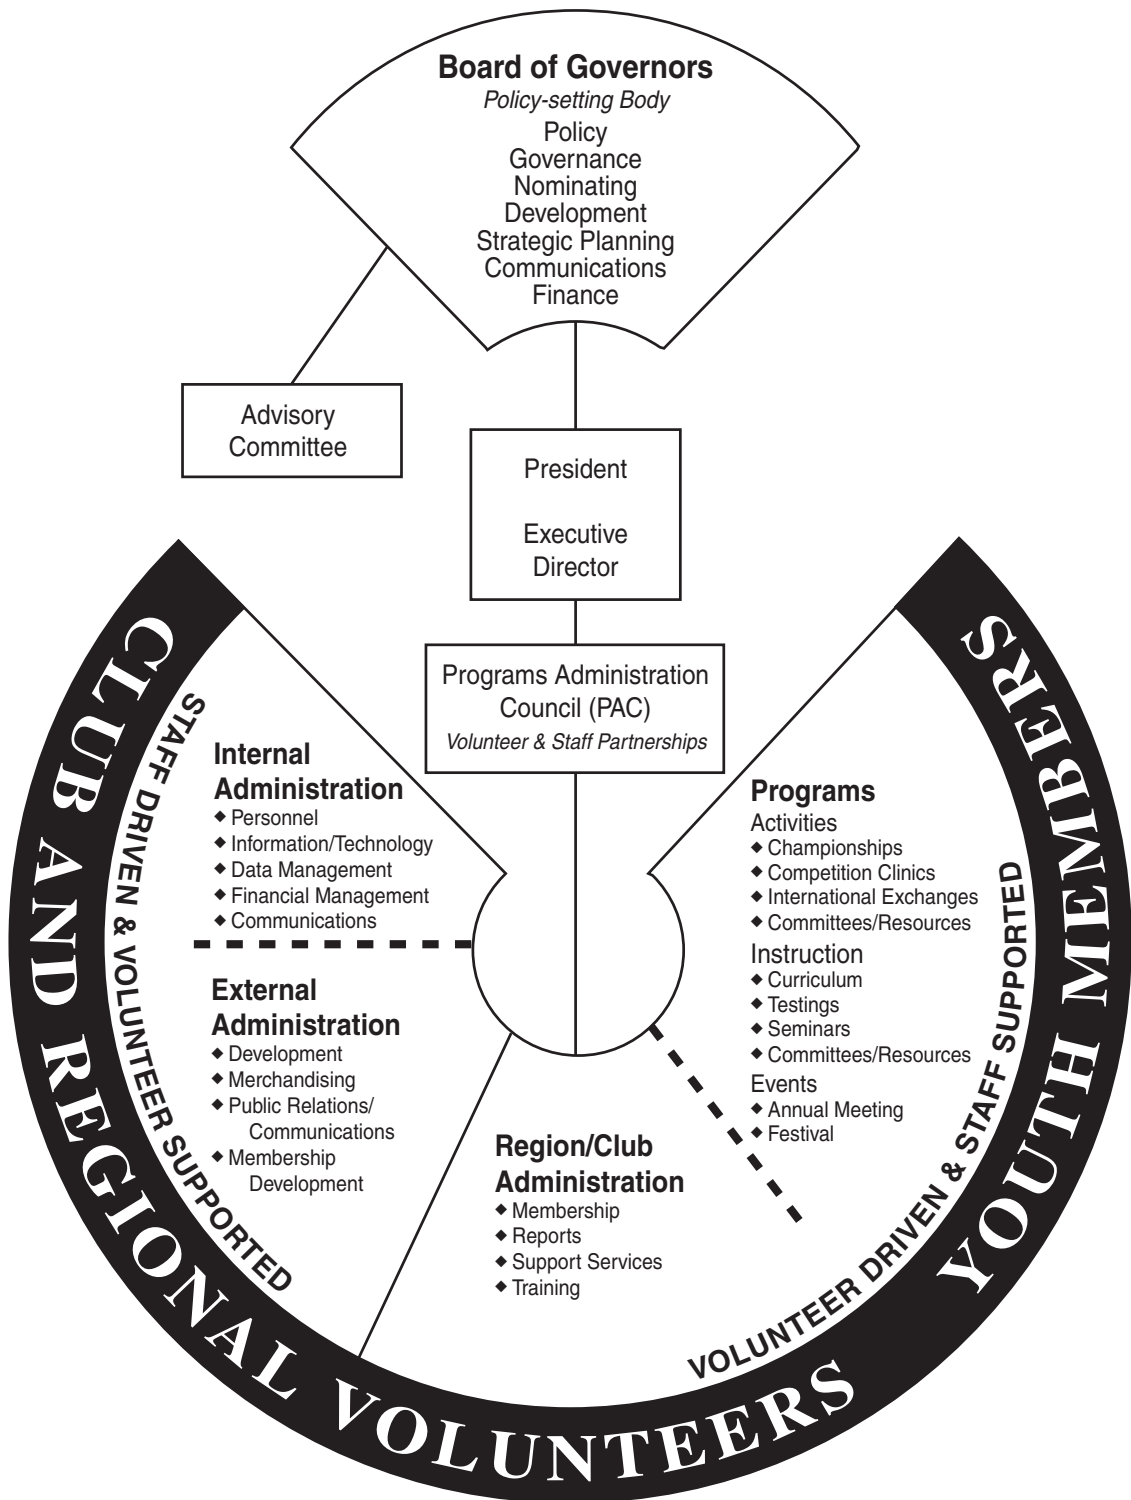 Board of Governors
Policy-setting Body
Policy
Governance
Nominating
Development
Strategic Planning
Communications
Finance
Advisory
Committee
President
Executive
Director
Programs Administration
Council (PAC)
Volunteer & Staff Partnerships
CLUB AND REGIONAL VOLUNTEERS
YOUTH MEMBERS
STAFF DRIVEN & VOLUNTEER SUPPORTED
Internal
Administration
◆ Personnel
◆ Information/Technology
◆ Data Management
◆ Financial Management
◆ Communications
External
Administration
◆ Development
◆ Merchandising
◆ Public Relations/
Communications
◆ Membership
Development
Region/Club
Administration
◆ Membership
◆ Reports
◆ Support Services
◆ Training
Programs
Activities
◆ Championships
◆ Competition Clinics
◆ International Exchanges
◆ Committees/Resources
Instruction
◆ Curriculum
◆ Testings
◆ Seminars
◆ Committees/Resources
Events
◆ Annual Meeting
◆ Festival
VOLUNTEER DRIVEN & STAFF SUPPORTED